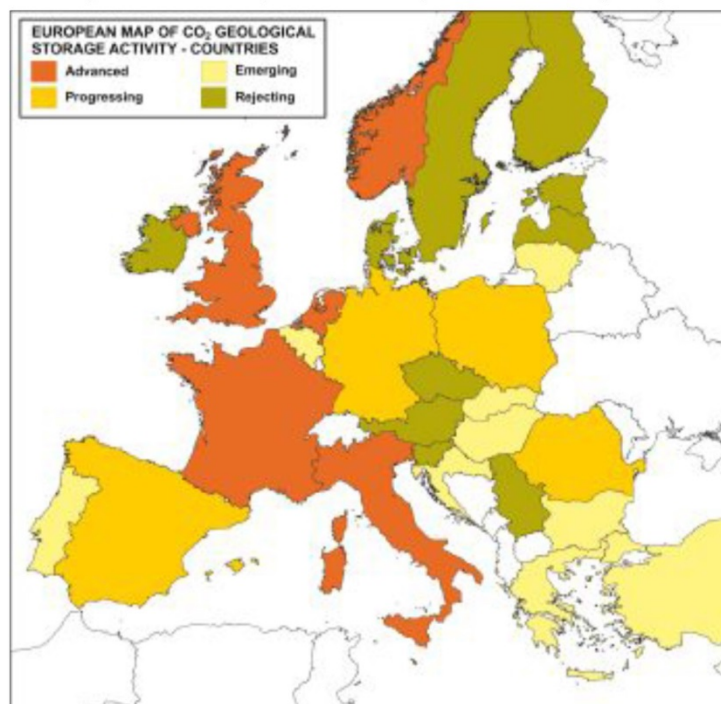 EUROPEAN MAP OF CO₂ GEOLOGICAL
STORAGE ACTIVITY - COUNTRIES
Advanced
Emerging
Progressing
Rejecting